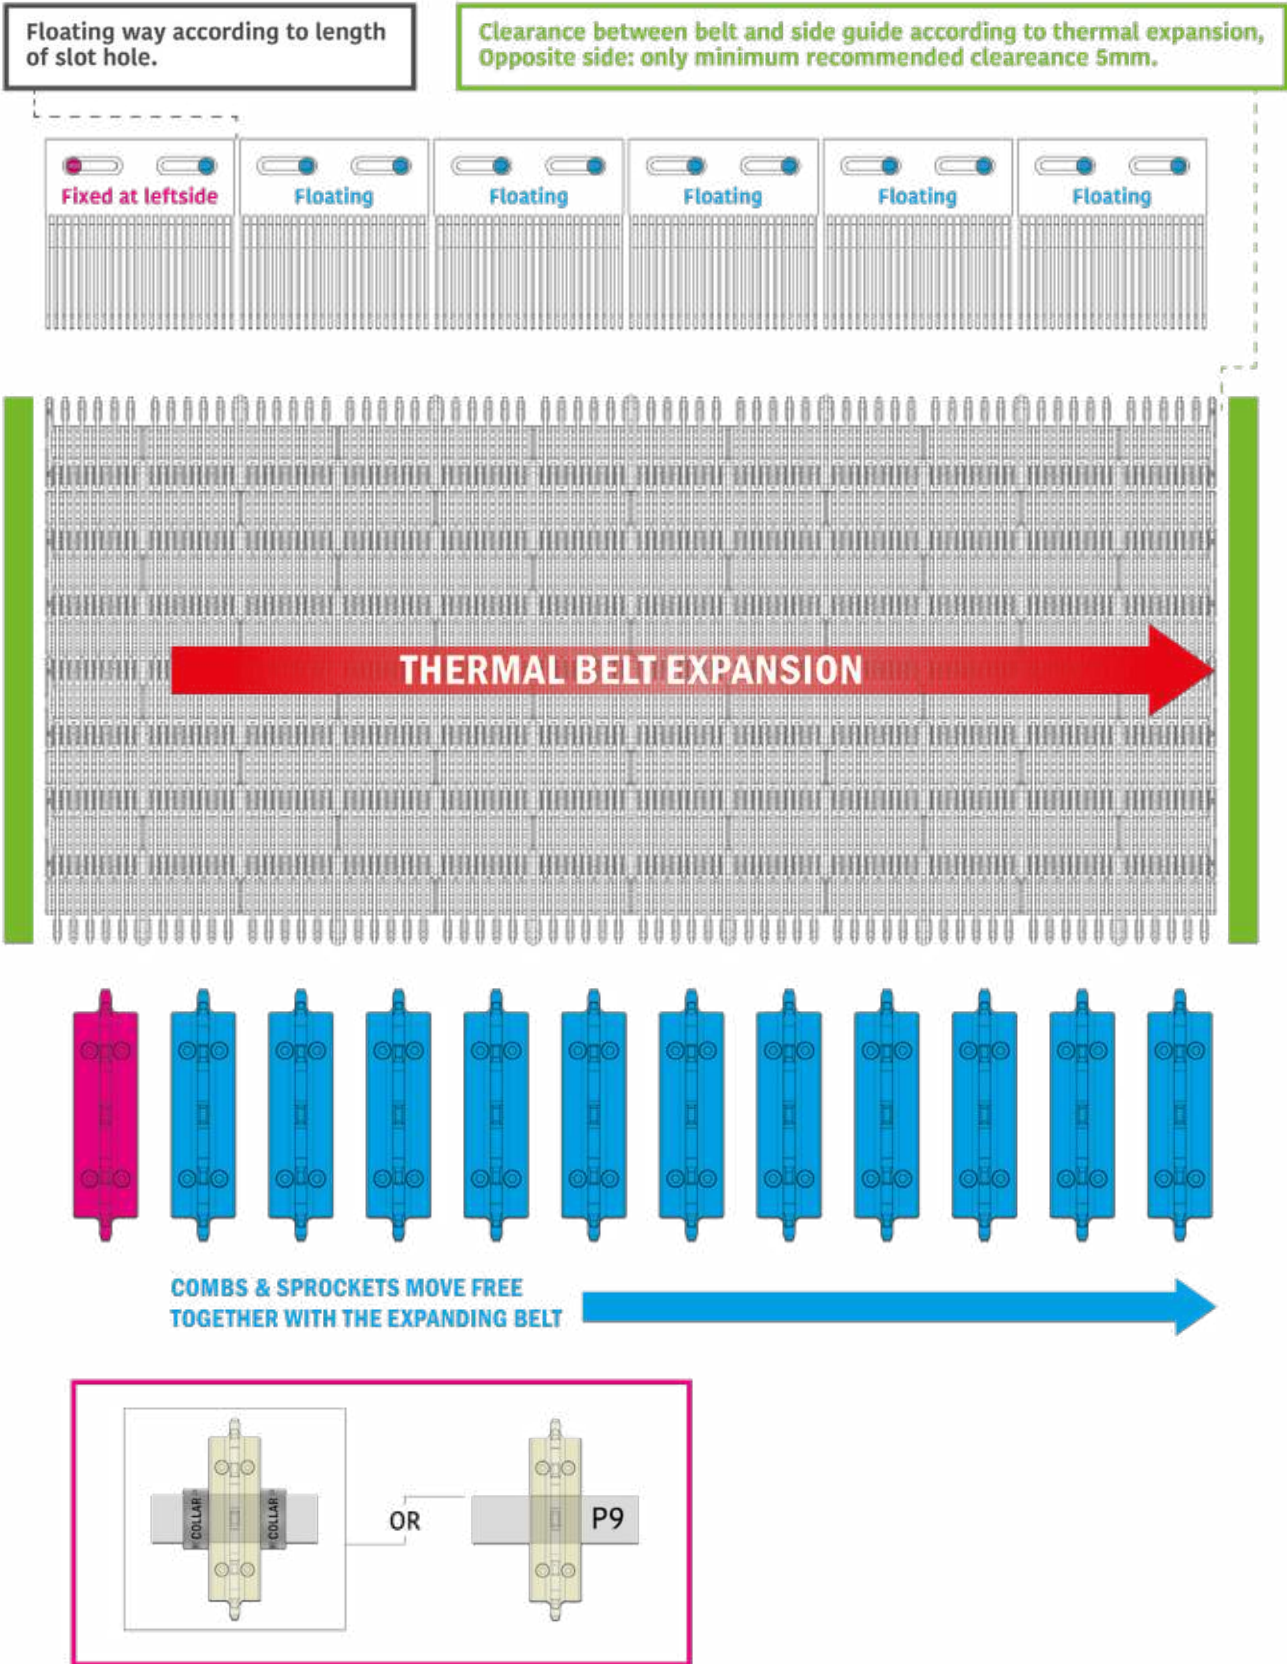 Floating way according to length
of slot hole.
Clearance between belt and side guide according to thermal expansion,
Opposite side: only minimum recommended cleareance 5mm.
Fixed at leftside
Floating
Floating
Floating
Floating
Floating
THERMAL BELT EXPANSION
COMBS & SPROCKETS MOVE FREE
TOGETHER WITH THE EXPANDING BELT
COLLAR
COLLAR
OR
P9